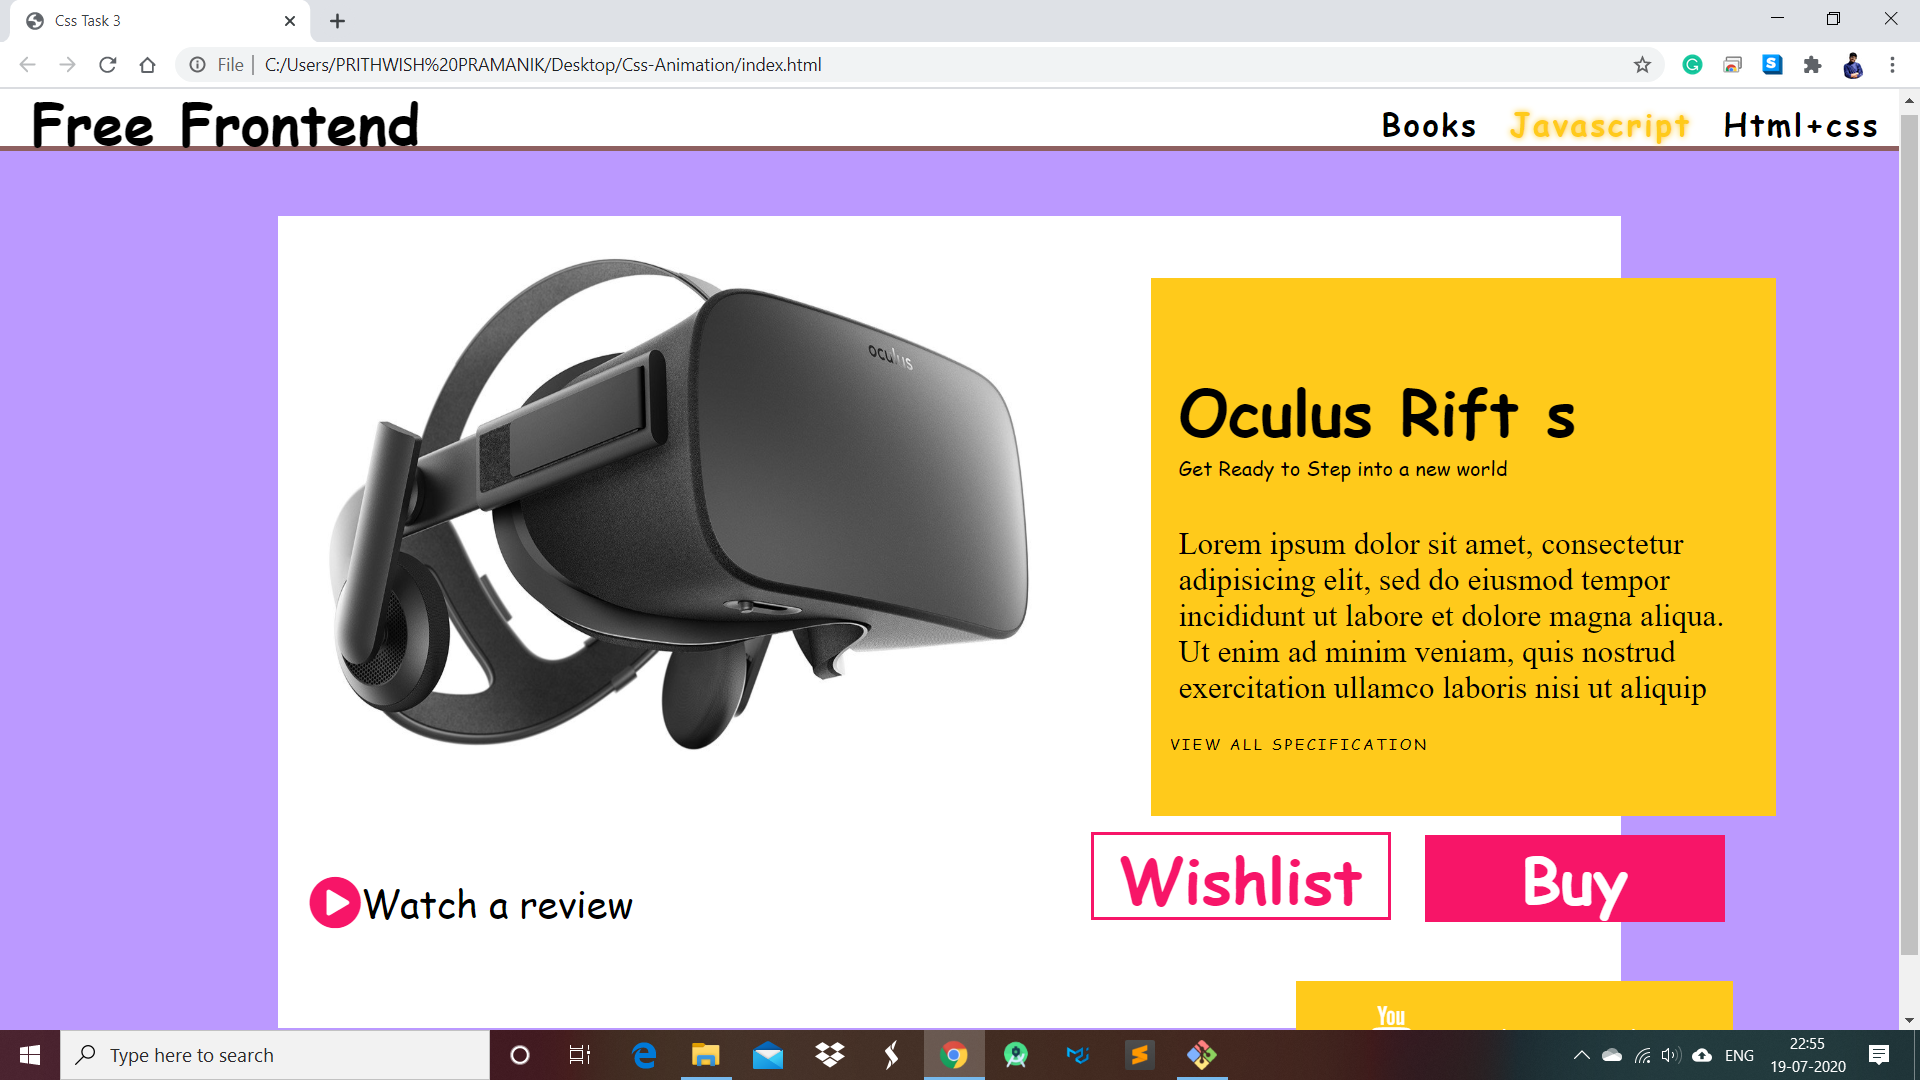 Css Task 3
File
C:/Users/PRITHWISH%20PRAMANIK/Desktop/Css-Animation/index.html
Free Frontend
Books Javascript Html+css
oculus
Oculus Rift s
Get Ready to Step into a new world
Lorem ipsum dolor sit amet, consectetur
adipisicing elit, sed do eiusmod tempor
incididunt ut labore et dolore magna aliqua.
Ut enim ad minim veniam, quis nostrud
exercitation ullamco laboris nisi ut aliquip
VIEW ALL SPECIFICATION
Wishlist
Buy
Watch a review
You
Type here to search
ENG
22:55
19-07-2020